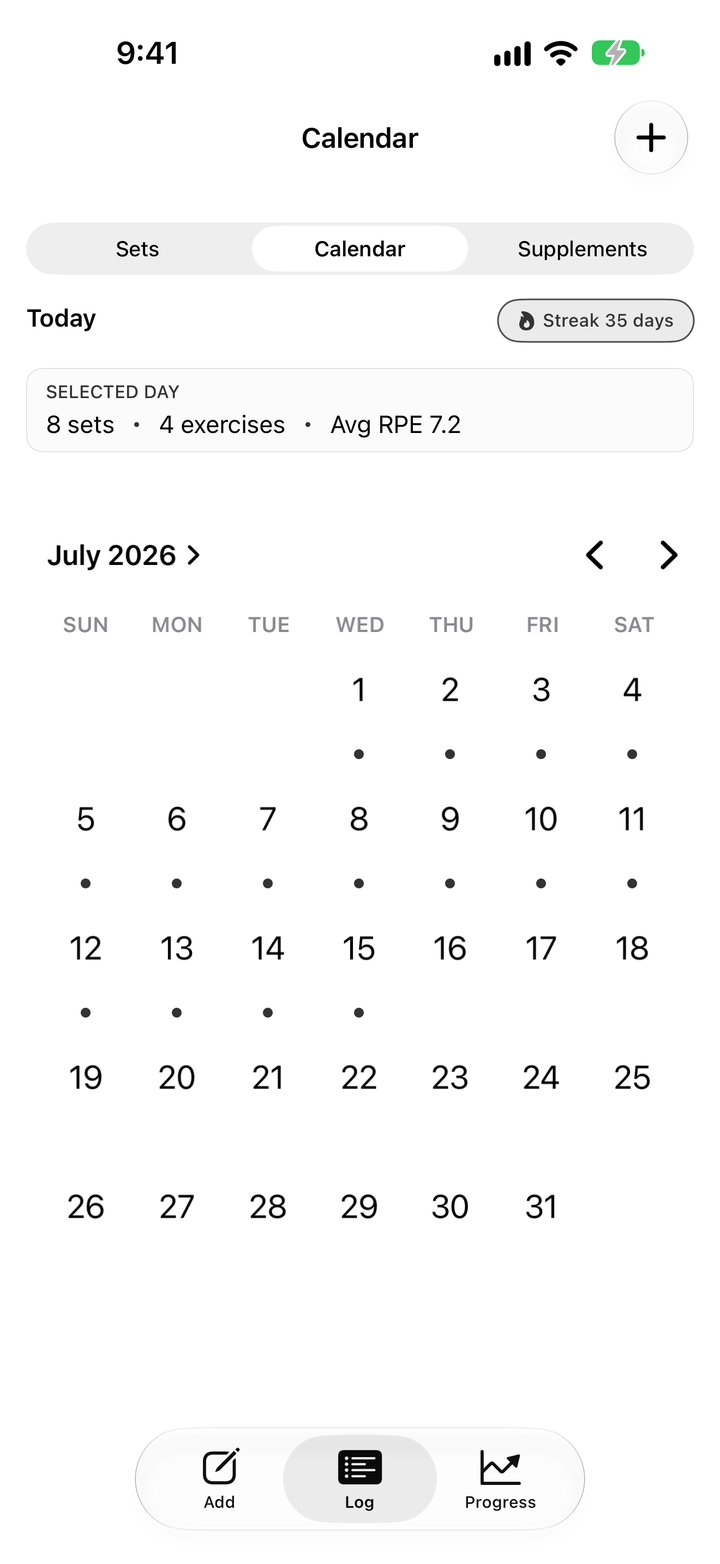 9:41
Calendar
Sets Calendar Supplements
Today Streak 35 days
SELECTED DAY
8 sets • 4 exercises • Avg RPE 7.2
July 2026
SUN MON TUE WED THU FRI SAT
1 2 3 4
5 6 7 8 9 10 11
12 13 14 15 16 17 18
19 20 21 22 23 24 25
26 27 28 29 30 31
Add Log Progress